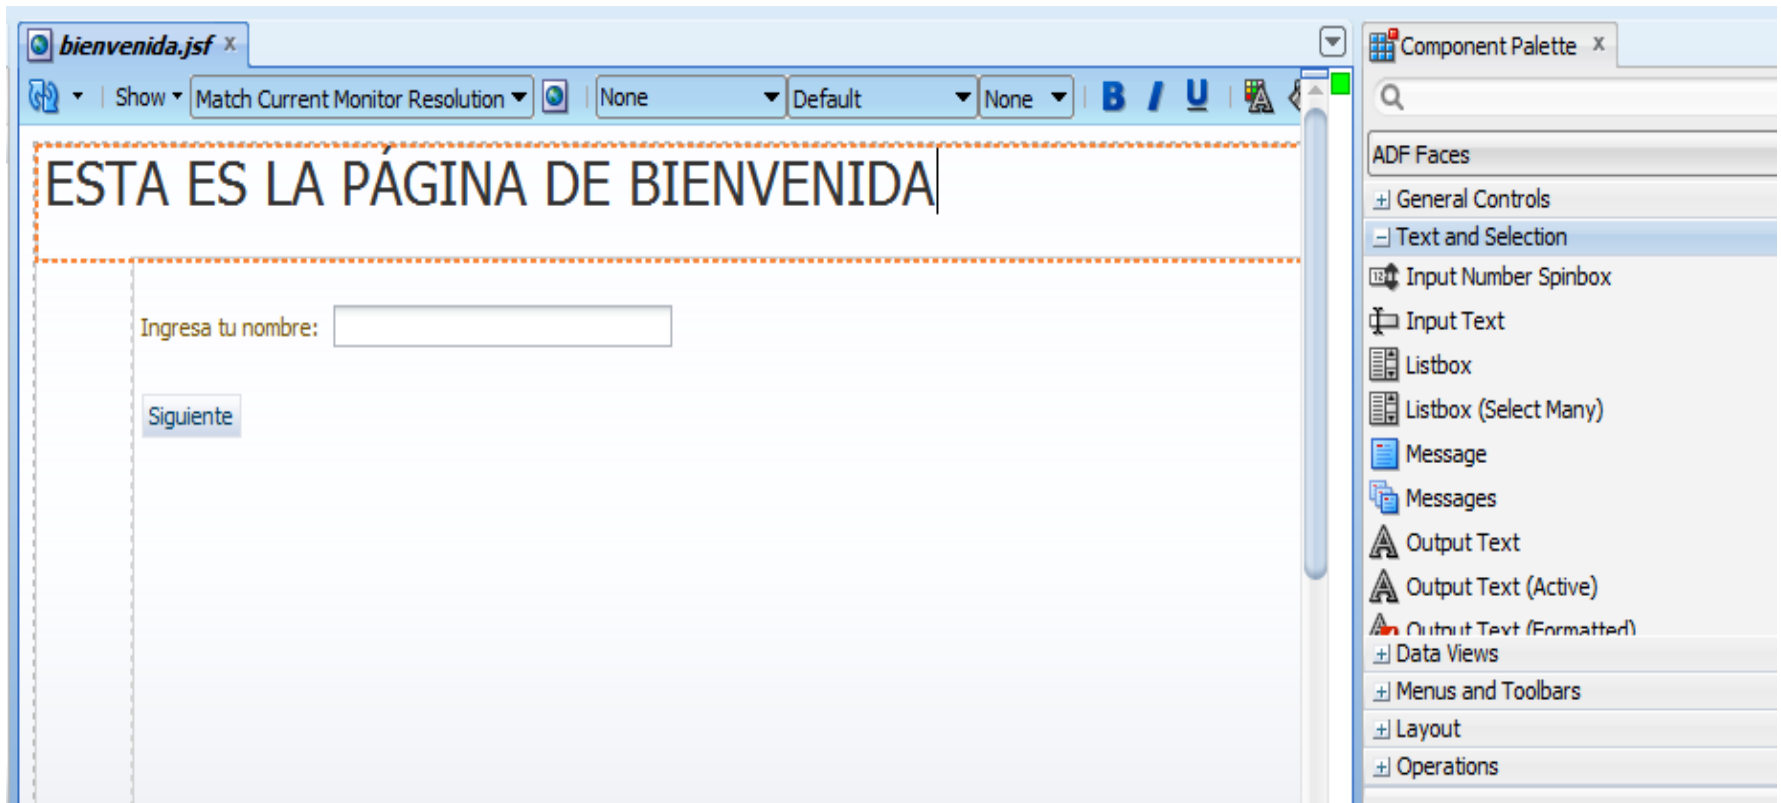 bienvenida.jsf x
Show Match Current Monitor Resolution None Default None B I U A
ESTA ES LA PÁGINA DE BIENVENIDA
Ingresa tu nombre:
Siguiente
Component Palette x
ADF Faces
General Controls
Text and Selection
Input Number Spinbox
Input Text
Listbox
Listbox (Select Many)
Message
Messages
Output Text
Output Text (Active)
Output Text (Formatted)
Data Views
Menus and Toolbars
Layout
Operations